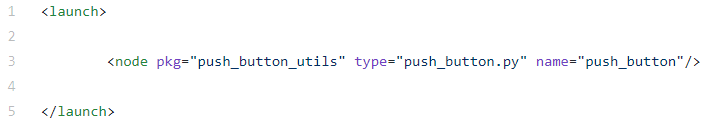 1 <launch>
2
3 <node pkg="push_button_utils" type="push_button.py" name="push_button"/>
4
5 </launch>